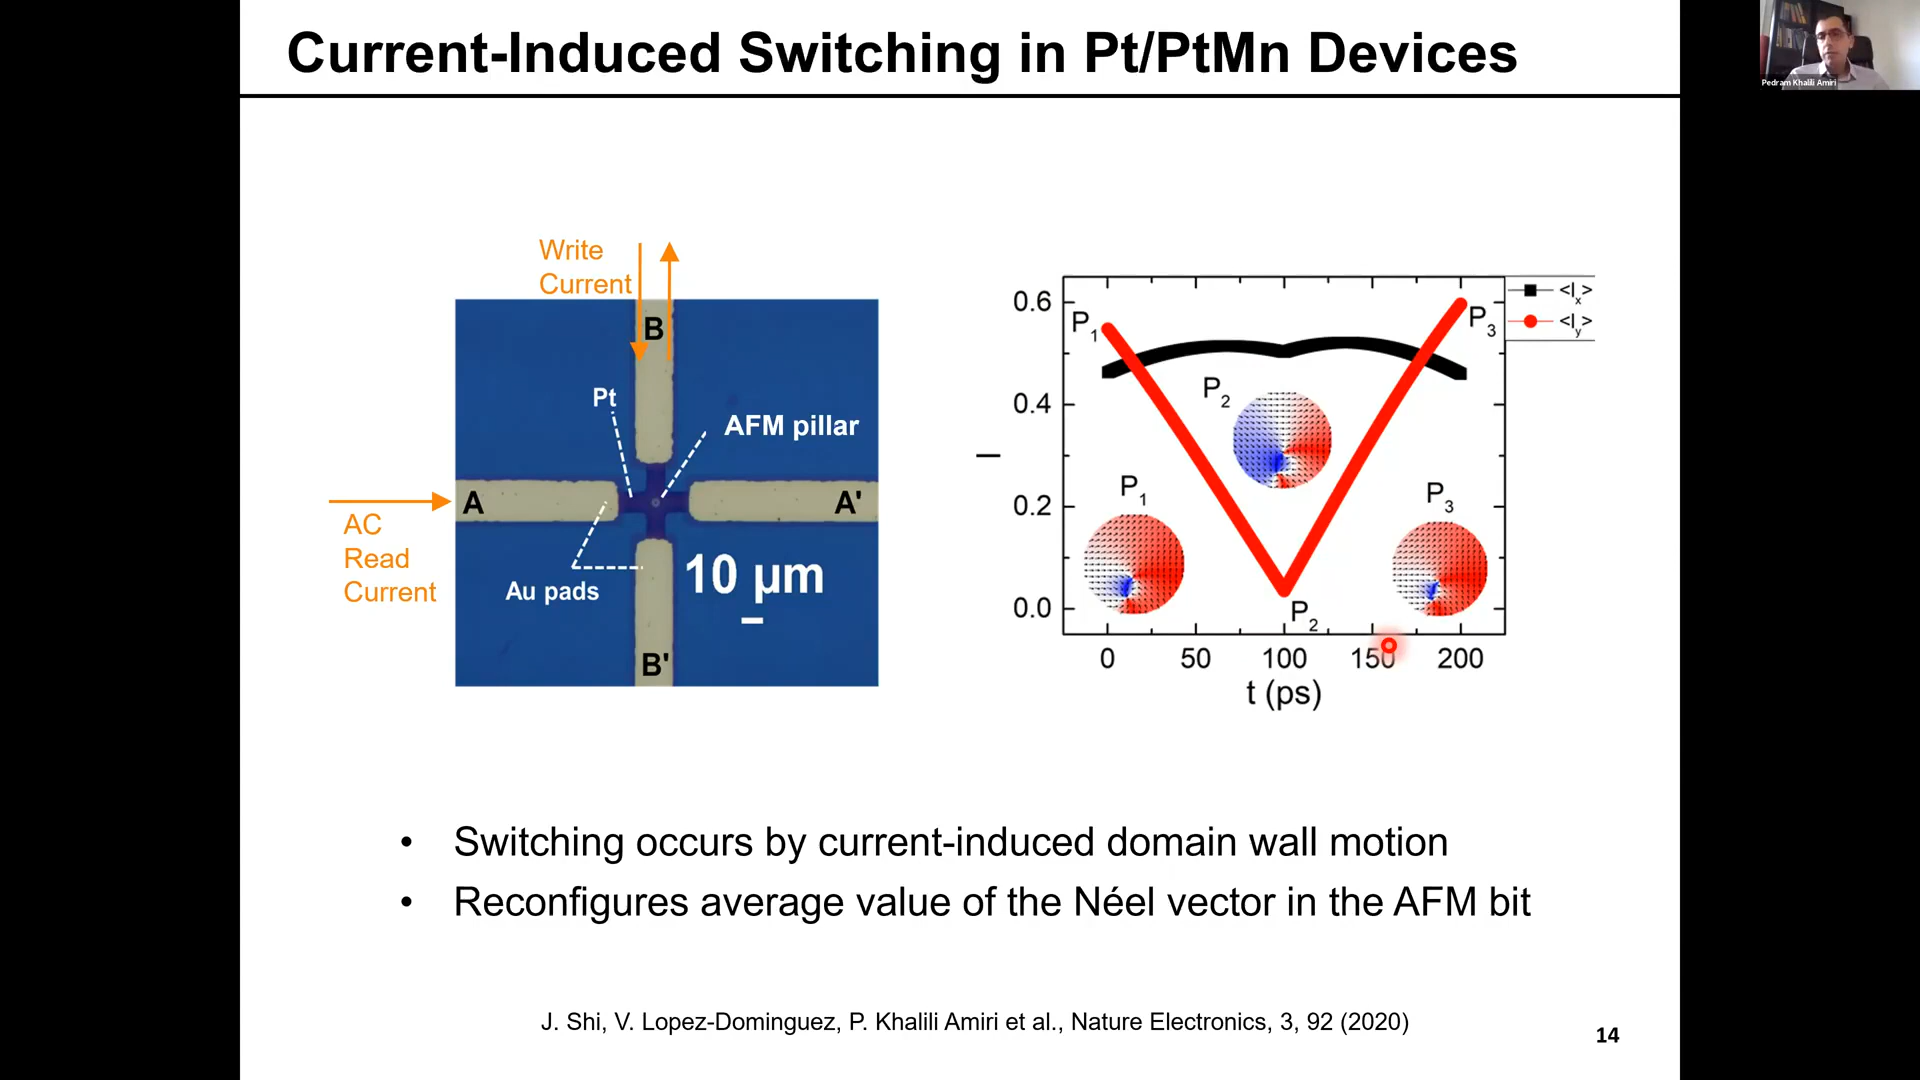 Current-Induced Switching in Pt/PtMn Devices
Pedram Khalili Amiri
Write
Current
B
Pt
AFM pillar
A
A'
AC
Read
Current
Au pads
10 µm
B'
0.6
0.4
0.2
0.0
l
P1
P3
P2
P1
P3
P2
<lx>
<ly>
0 50 100 150 200
t (ps)
• Switching occurs by current-induced domain wall motion
• Reconfigures average value of the Néel vector in the AFM bit
J. Shi, V. Lopez-Dominguez, P. Khalili Amiri et al., Nature Electronics, 3, 92 (2020)
14